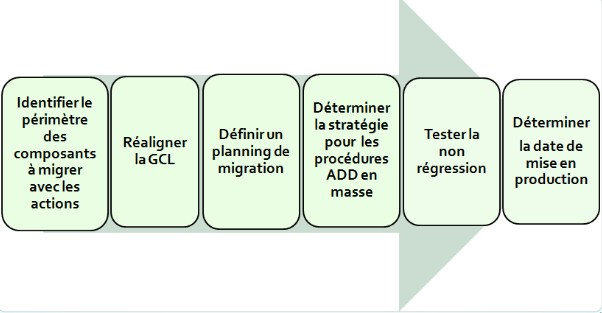 Identifier le
périmètre
des
composants
à migrer
avec les
actions
Réaligner
la GCL
Définir un
planning de
migration
Déterminer
la stratégie
pour les
procédures
ADD en
masse
Tester la
non
régression
Déterminer
la date de
mise en
production